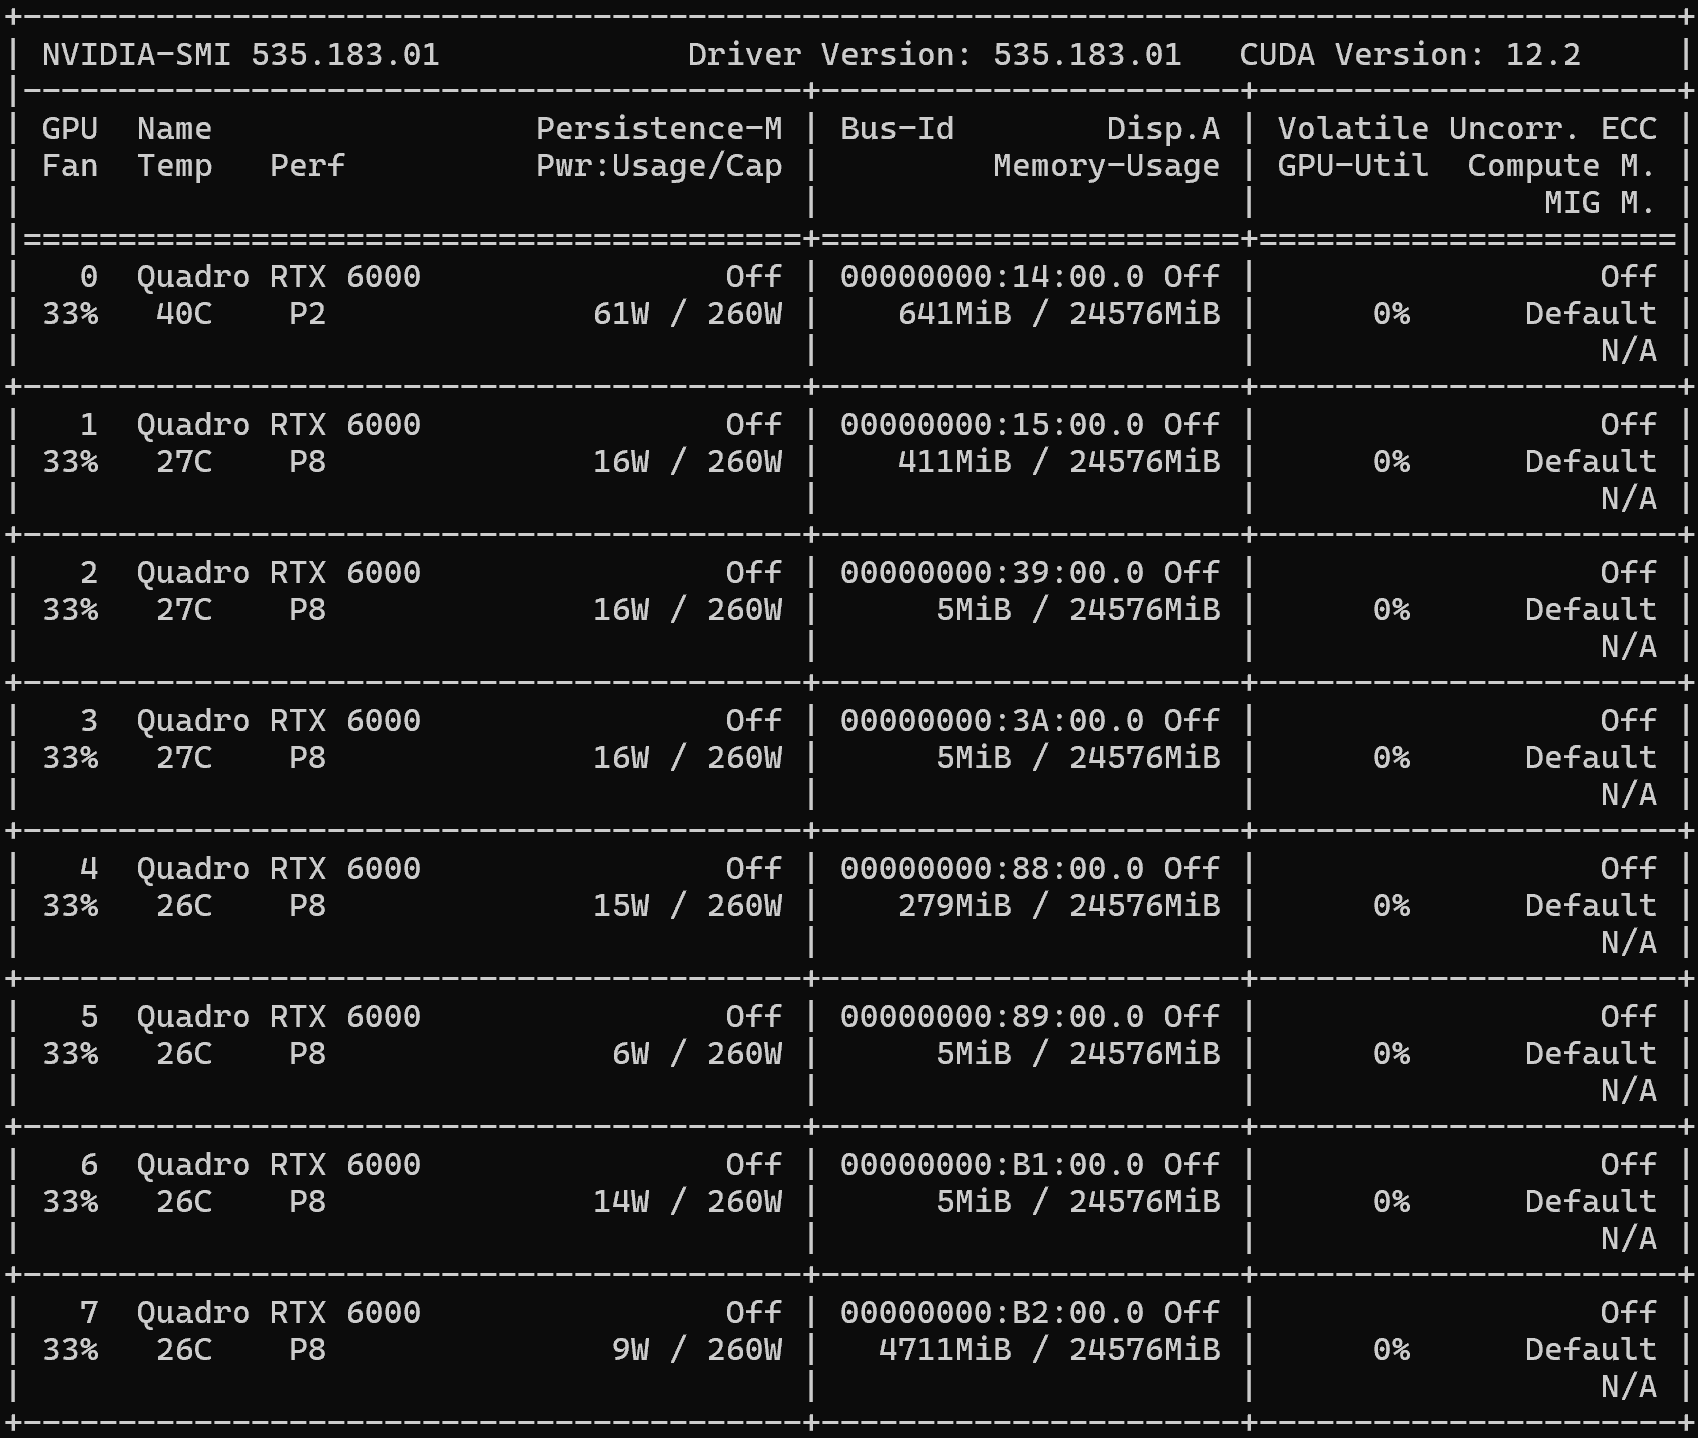 +-----------------------------------------------------------------------------------------+
| NVIDIA-SMI 535.183.01             Driver Version: 535.183.01   CUDA Version: 12.2     |
|-----------------------------------------+----------------------+----------------------+
| GPU  Name                 Persistence-M | Bus-Id        Disp.A | Volatile Uncorr. ECC |
| Fan  Temp   Perf          Pwr:Usage/Cap |         Memory-Usage | GPU-Util  Compute M. |
|                                         |                      |               MIG M. |
|=========================================+======================+======================|
|   0  Quadro RTX 6000                Off | 00000000:14:00.0 Off |                  Off |
| 33%   40C    P2              61W / 260W |    641MiB / 24576MiB |      0%      Default |
|                                         |                      |                  N/A |
+-----------------------------------------+----------------------+----------------------+
|   1  Quadro RTX 6000                Off | 00000000:15:00.0 Off |                  Off |
| 33%   27C    P8              16W / 260W |    411MiB / 24576MiB |      0%      Default |
|                                         |                      |                  N/A |
+-----------------------------------------+----------------------+----------------------+
|   2  Quadro RTX 6000                Off | 00000000:39:00.0 Off |                  Off |
| 33%   27C    P8              16W / 260W |      5MiB / 24576MiB |      0%      Default |
|                                         |                      |                  N/A |
+-----------------------------------------+----------------------+----------------------+
|   3  Quadro RTX 6000                Off | 00000000:3A:00.0 Off |                  Off |
| 33%   27C    P8              16W / 260W |      5MiB / 24576MiB |      0%      Default |
|                                         |                      |                  N/A |
+-----------------------------------------+----------------------+----------------------+
|   4  Quadro RTX 6000                Off | 00000000:88:00.0 Off |                  Off |
| 33%   26C    P8              15W / 260W |    279MiB / 24576MiB |      0%      Default |
|                                         |                      |                  N/A |
+-----------------------------------------+----------------------+----------------------+
|   5  Quadro RTX 6000                Off | 00000000:89:00.0 Off |                  Off |
| 33%   26C    P8               6W / 260W |      5MiB / 24576MiB |      0%      Default |
|                                         |                      |                  N/A |
+-----------------------------------------+----------------------+----------------------+
|   6  Quadro RTX 6000                Off | 00000000:B1:00.0 Off |                  Off |
| 33%   26C    P8              14W / 260W |      5MiB / 24576MiB |      0%      Default |
|                                         |                      |                  N/A |
+-----------------------------------------+----------------------+----------------------+
|   7  Quadro RTX 6000                Off | 00000000:B2:00.0 Off |                  Off |
| 33%   26C    P8               9W / 260W |   4711MiB / 24576MiB |      0%      Default |
|                                         |                      |                  N/A |
+-----------------------------------------+----------------------+----------------------+